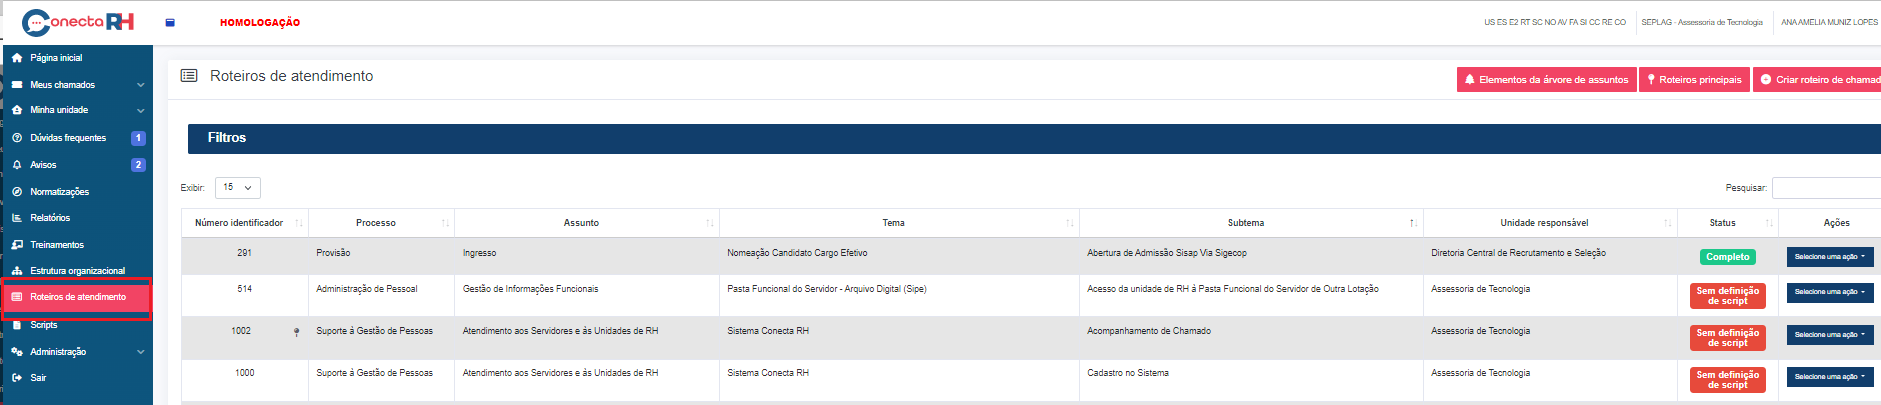 Conecta RH
HOMOLOGAÇÃO
US ES E2 RT SC NO AV FA SI CC RE CO
SEPLAG - Assessoria de Tecnologia
ANA AMELIA MUNIZ LOPES
Página inicial
Meus chamados
Minha unidade
Dúvidas frequentes 1
Avisos 2
Normatizações
Relatórios
Treinamentos
Estrutura organizacional
Roteiros de atendimento
Scripts
Administração
Sair
Roteiros de atendimento
Elementos da árvore de assuntos
Roteiros principais
Criar roteiro de chamad
Filtros
Exibir: 15
Pesquisar:
Número identificador Processo Assunto Tema Subtema Unidade responsável Status Ações
291 Provisão Ingresso Nomeação Candidato Cargo Efetivo Abertura de Admissão Sisap Via Sigecop Diretoria Central de Recrutamento e Seleção Completo Selecione uma ação
514 Administração de Pessoal Gestão de Informações Funcionais Pasta Funcional do Servidor - Arquivo Digital (Sipe) Acesso da unidade de RH à Pasta Funcional do Servidor de Outra Lotação Assessoria de Tecnologia Sem definição Selecione uma ação
de script
1002 Suporte à Gestão de Pessoas Atendimento aos Servidores e ás Unidades de RH Sistema Conecta RH Acompanhamento de Chamado Assessoria de Tecnologia Sem definição Selecione uma ação
de script
1000 Suporte à Gestão de Pessoas Atendimento aos Servidores e ás Unidades de RH Sistema Conecta RH Cadastro no Sistema Assessoria de Tecnologia Sem definição Selecione uma ação
de script